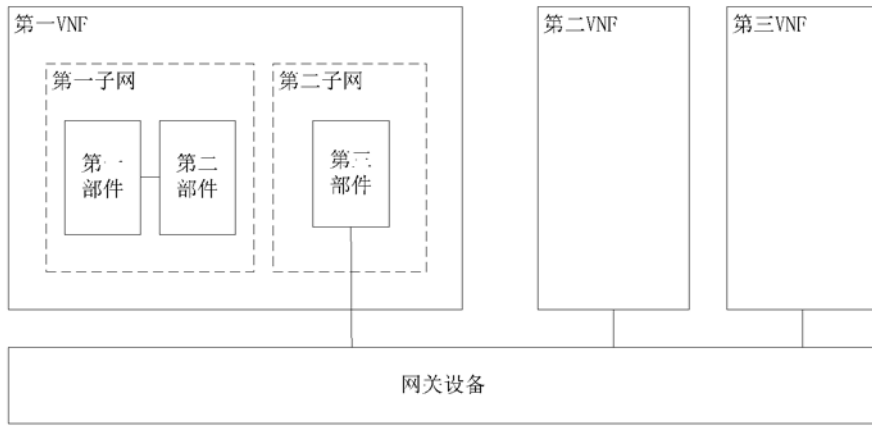 第一VNF
第二VNF
第三VNF
第一子网
第二子网
第一
部件
第二
部件
第三
部件
网关设备